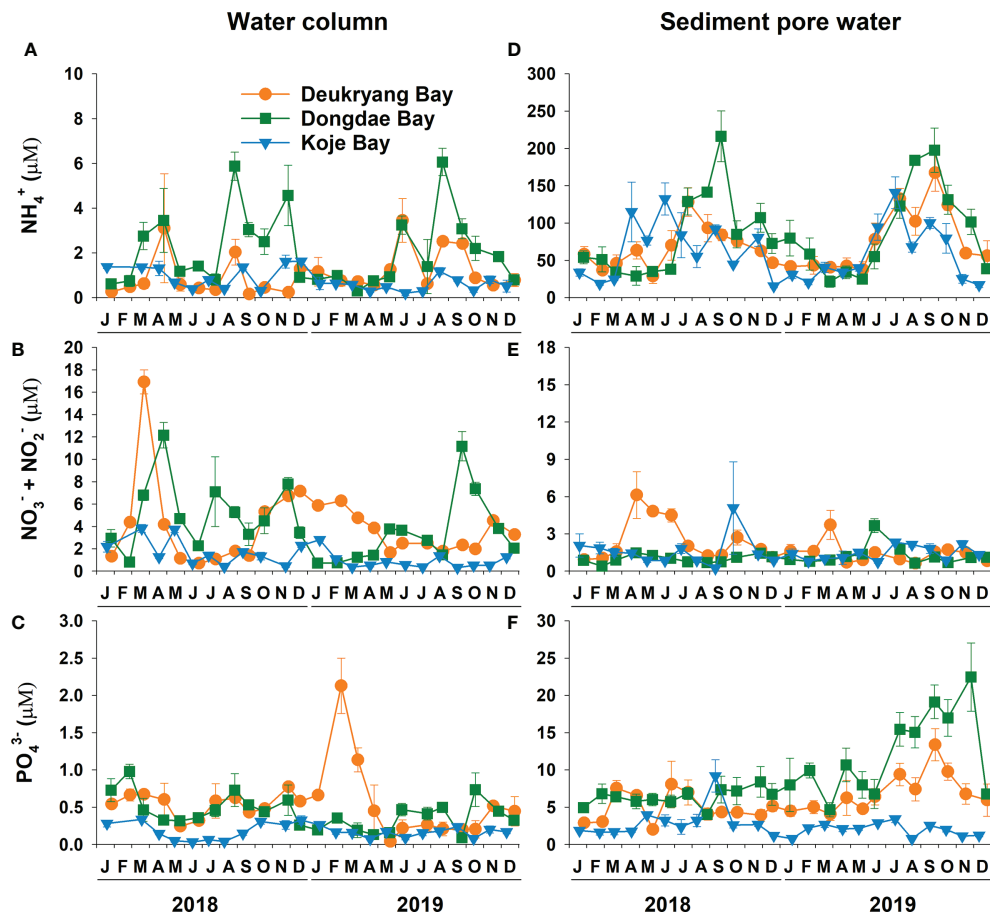 Water column Sediment pore water
A D
NH₄⁺ (µM)
10
8
6
4
2
0
Deukryang Bay
Dongdae Bay
Koje Bay
300
250
200
150
100
50
0
J F M A M J J A S O N D J F M A M J J A S O N D
J F M A M J J A S O N D J F M A M J J A S O N D
B E
NO₃⁻ + NO₂⁻ (µM)
20
18
16
14
12
10
8
6
4
2
0
18
15
12
9
6
3
0
J F M A M J J A S O N D J F M A M J J A S O N D
J F M A M J J A S O N D J F M A M J J A S O N D
C F
PO₄³⁻ (µM)
3.0
2.5
2.0
1.5
1.0
0.5
0.0
30
25
20
15
10
5
0
J F M A M J J A S O N D J F M A M J J A S O N D
J F M A M J J A S O N D J F M A M J J A S O N D
2018 2019 2018 2019